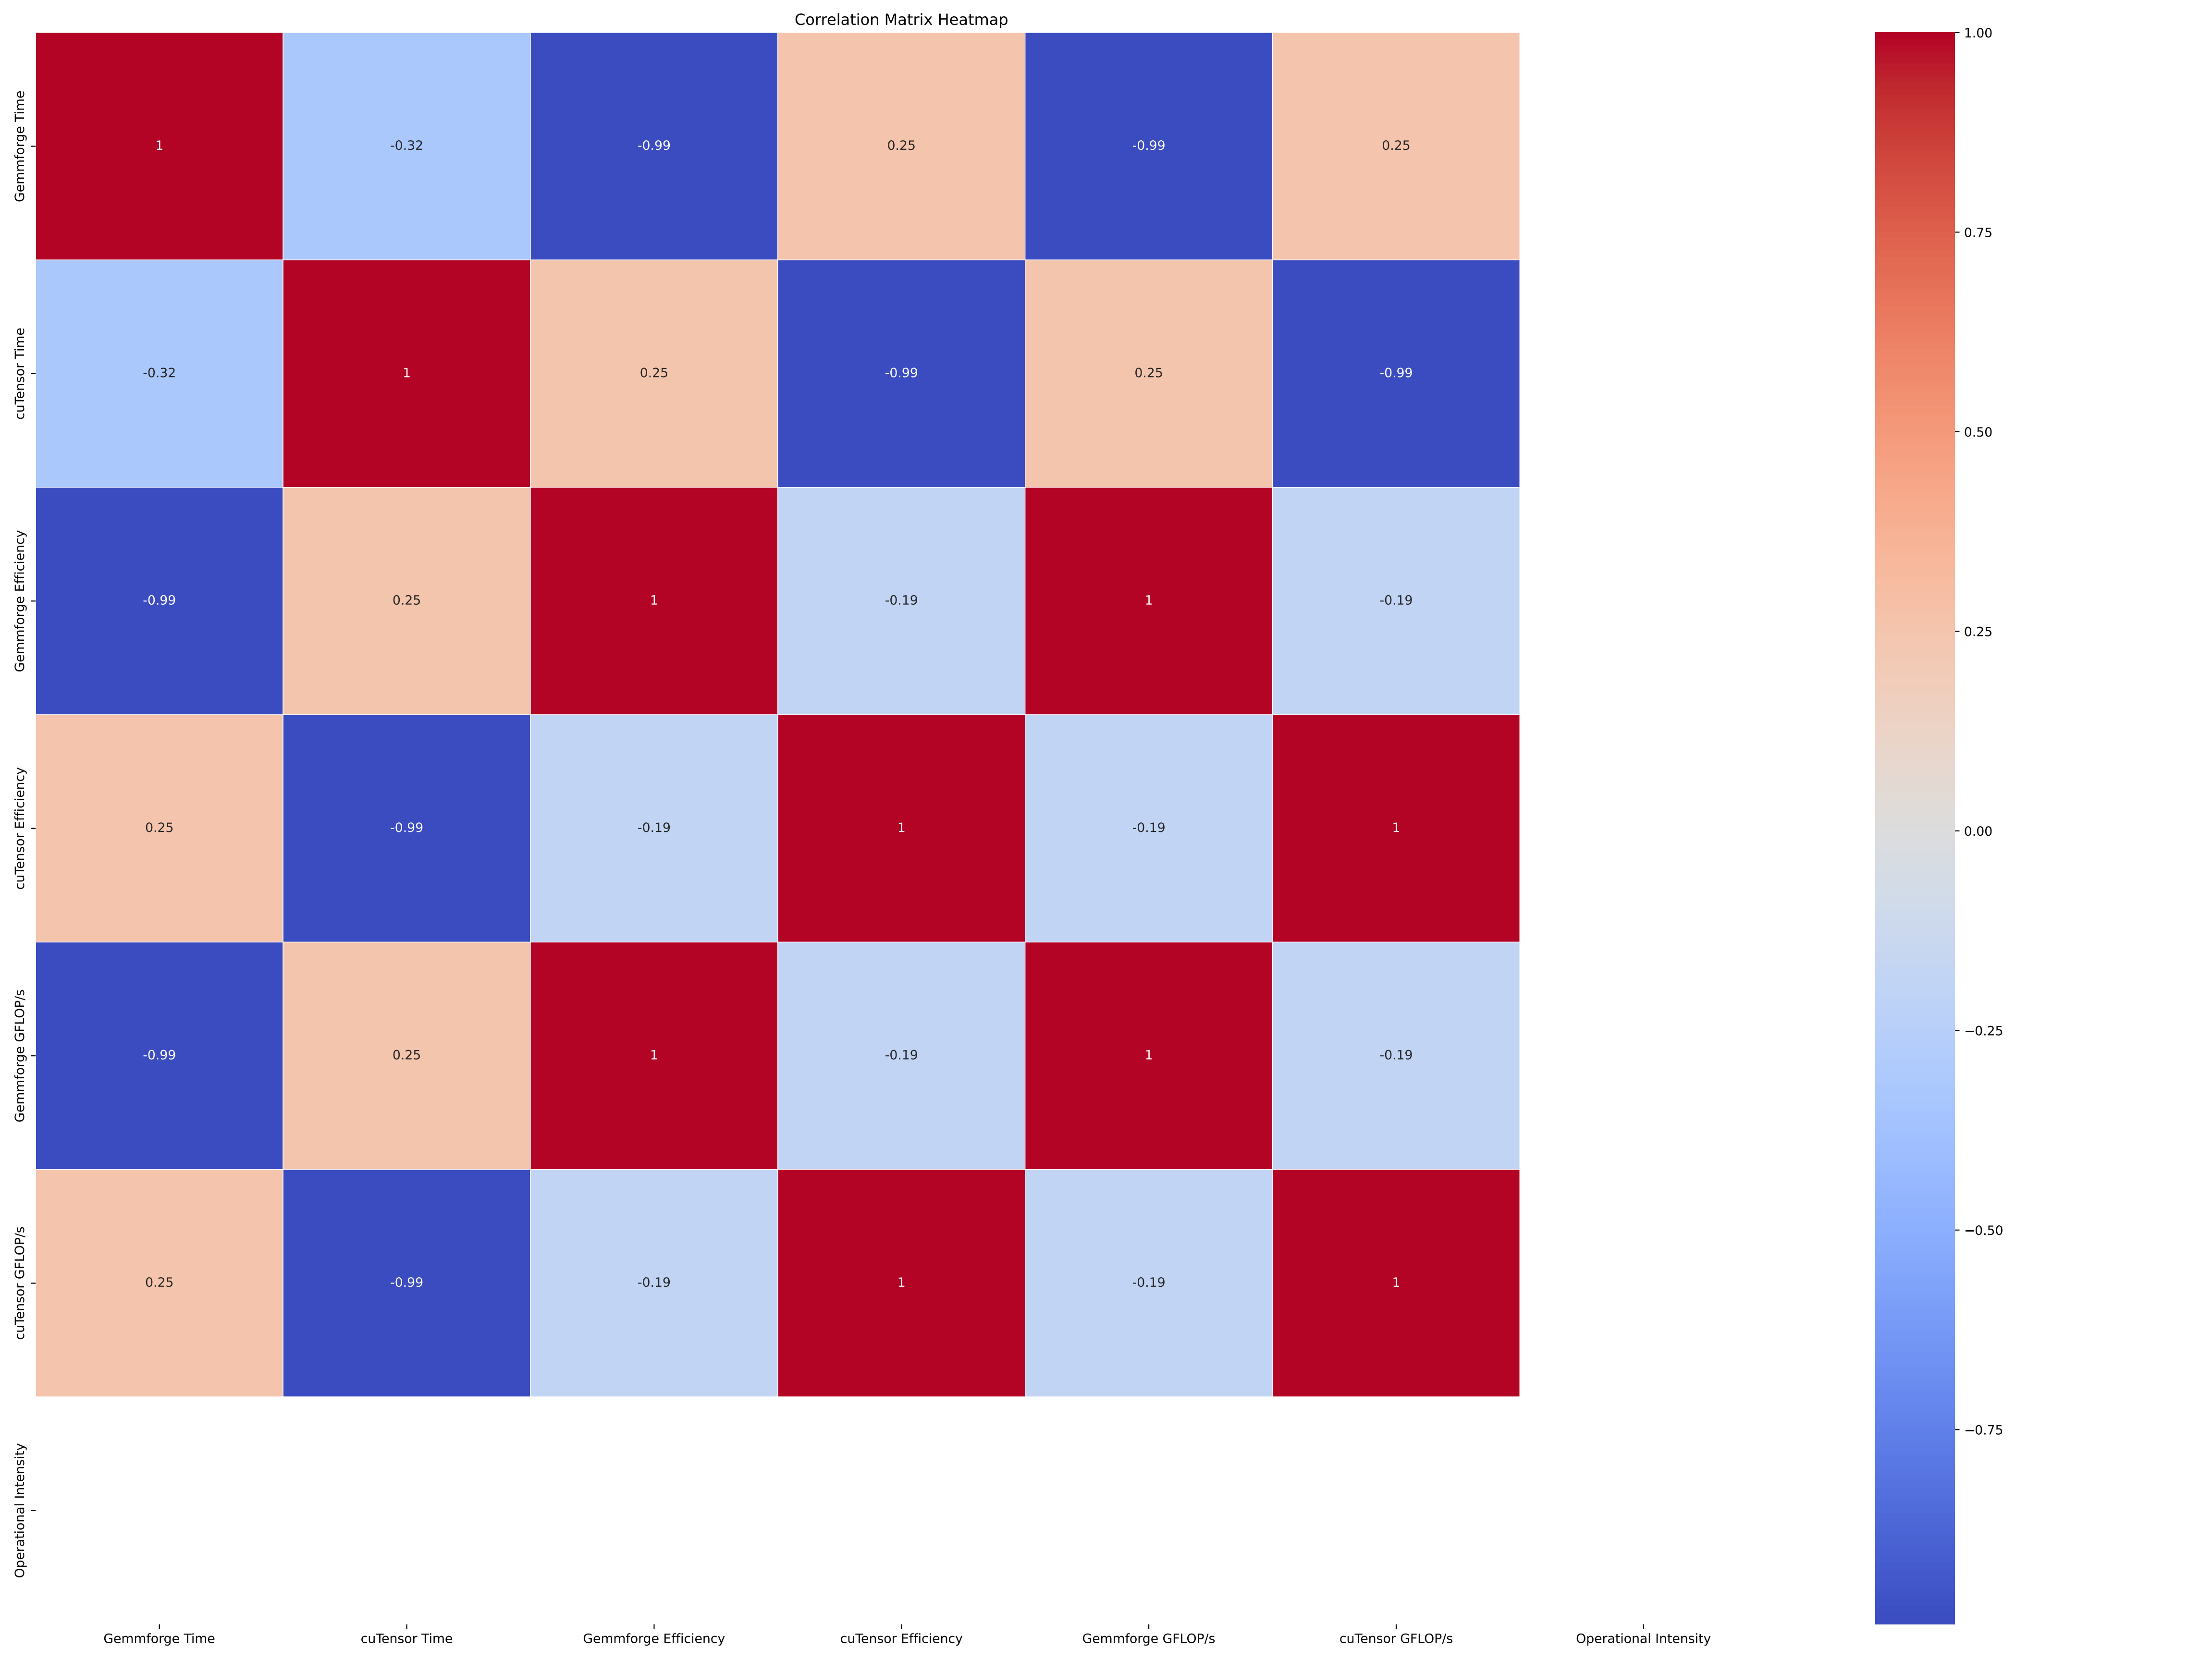 Correlation Matrix Heatmap
Gemmforge Time
1
-0.32
-0.99
0.25
-0.99
0.25
cuTensor Time
-0.32
1
0.25
-0.99
0.25
-0.99
Gemmforge Efficiency
-0.99
0.25
1
-0.19
1
-0.19
cuTensor Efficiency
0.25
-0.99
-0.19
1
-0.19
1
Gemmforge GFLOP/s
-0.99
0.25
1
-0.19
1
-0.19
cuTensor GFLOP/s
0.25
-0.99
-0.19
1
-0.19
1
Operational Intensity
Gemmforge Time
cuTensor Time
Gemmforge Efficiency
cuTensor Efficiency
Gemmforge GFLOP/s
cuTensor GFLOP/s
Operational Intensity
1.00
0.75
0.50
0.25
0.00
−0.25
−0.50
−0.75